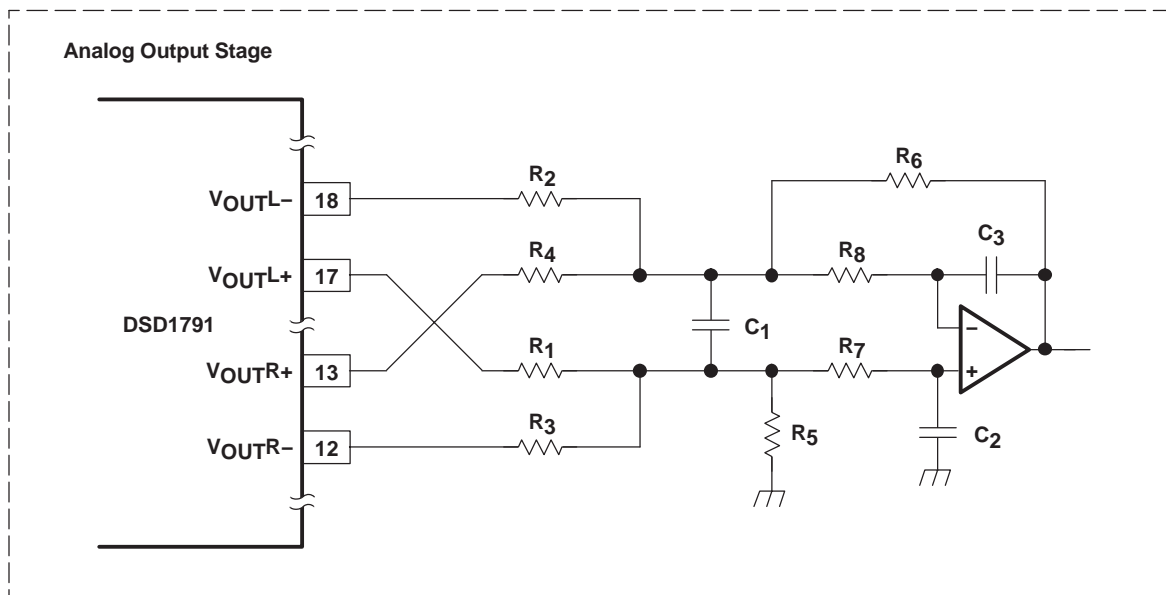 Analog Output Stage
VOUTL–
18
R2
R6
VOUTL+
17
R4
R8
C3
DSD1791
C1
–
VOUTR+
13
R1
R7
+
VOUTR–
12
R3
R5
C2